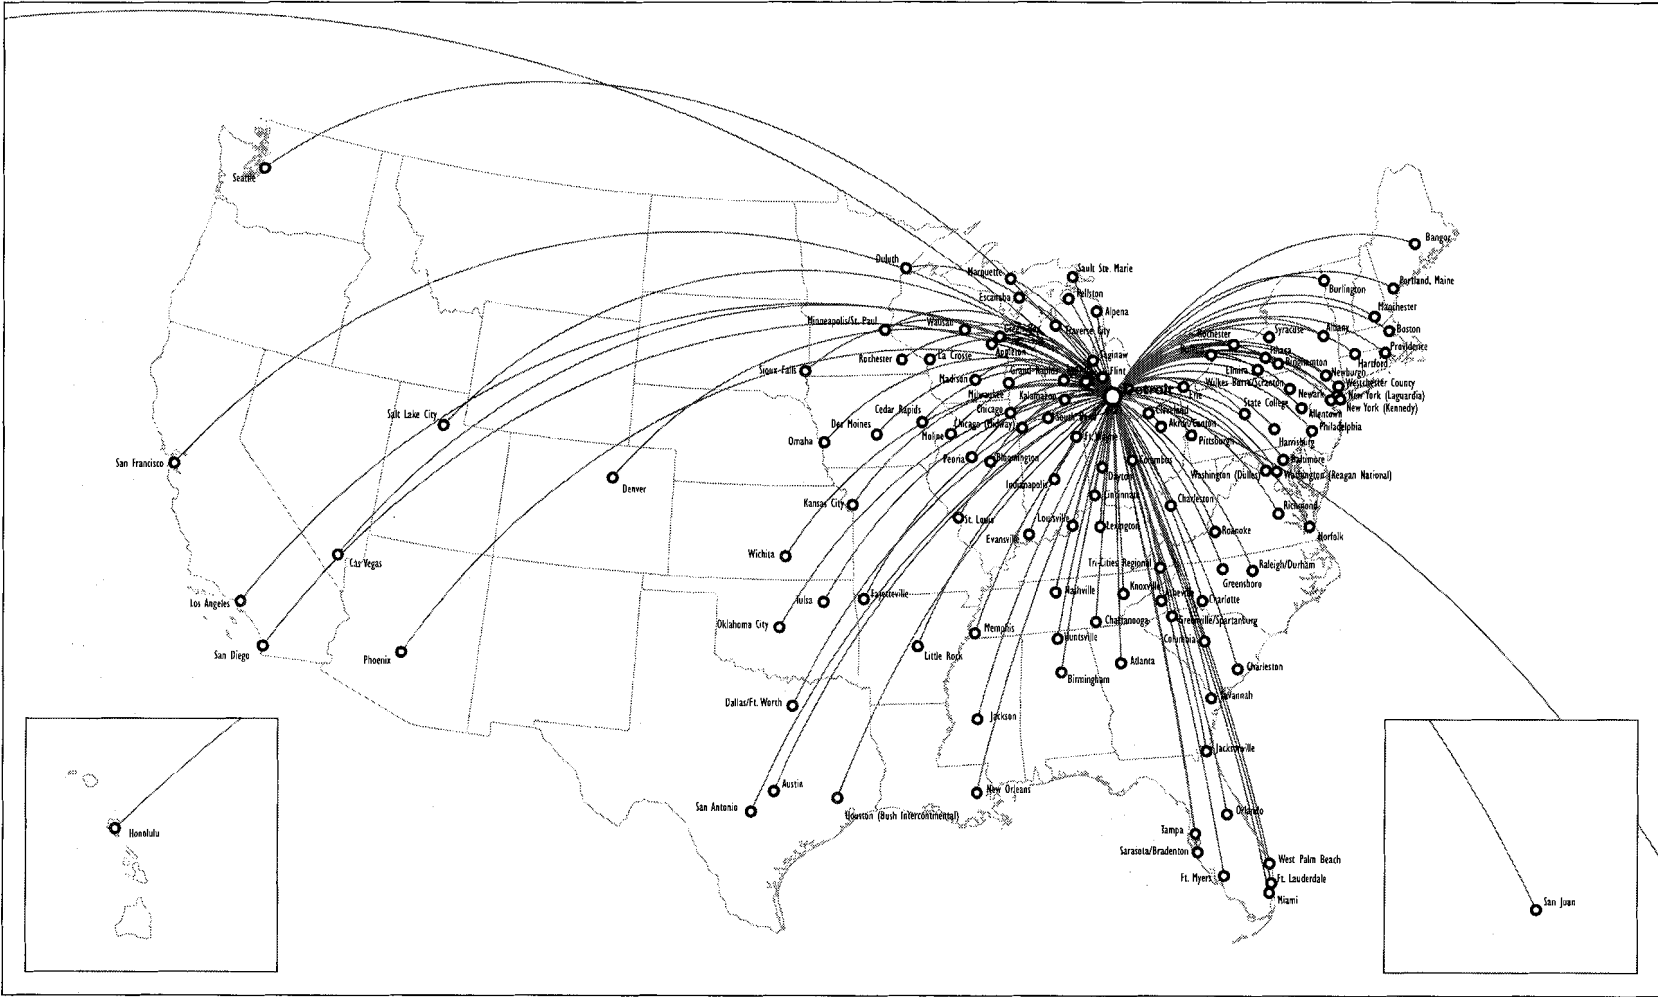 Seattle
Bangor
Duluth
Marquette
Sault Ste. Marie
Portland, Maine
Burlington
Escanaba
Pellston
Alpena
Manchester
Minneapolis/St. Paul
Wausau
Traverse City
Rochester
Syracuse
Albany
Boston
Appleton
Providence
Rochester
La Crosse
Saginaw
Ithaca
Binghamton
Hartford
Sioux Falls
Grand Rapids
Flint
Elmira
Newburgh
Madison
Detroit
Erie
Wilkes Barre/Scranton
Westchester County
Milwaukee
Kalamazoo
Newark
New York (Laguardia)
New York (Kennedy)
Salt Lake City
Cedar Rapids
Chicago
Cleveland
State College
Allentown
Des Moines
Chicago (Midway)
South Bend
Akron/Canton
Philadelphia
Omaha
Moline
Ft. Wayne
Pittsburgh
Harrisburg
San Francisco
Peoria
Bloomington
Columbus
Baltimore
Denver
Indianapolis
Dayton
Washington (Dulles)
Washington (Reagan National)
Kansas City
Cincinnati
Charleston
Richmond
St. Louis
Louisville
Lexington
Evansville
Roanoke
Norfolk
Wichita
Las Vegas
Tri-Cities Regional
Raleigh/Durham
Greensboro
Los Angeles
Tulsa
Fayetteville
Nashville
Knoxville
Asheville
Charlotte
Oklahoma City
Memphis
Chattanooga
Greenville/Spartanburg
San Diego
Phoenix
Little Rock
Huntsville
Columbia
Birmingham
Atlanta
Charleston
Dallas/Ft. Worth
Savannah
Jackson
Jacksonville
Austin
New Orleans
San Antonio
Houston (Bush Intercontinental)
Orlando
Honolulu
Tampa
Sarasota/Bradenton
West Palm Beach
Ft. Myers
Ft. Lauderdale
Miami
San Juan